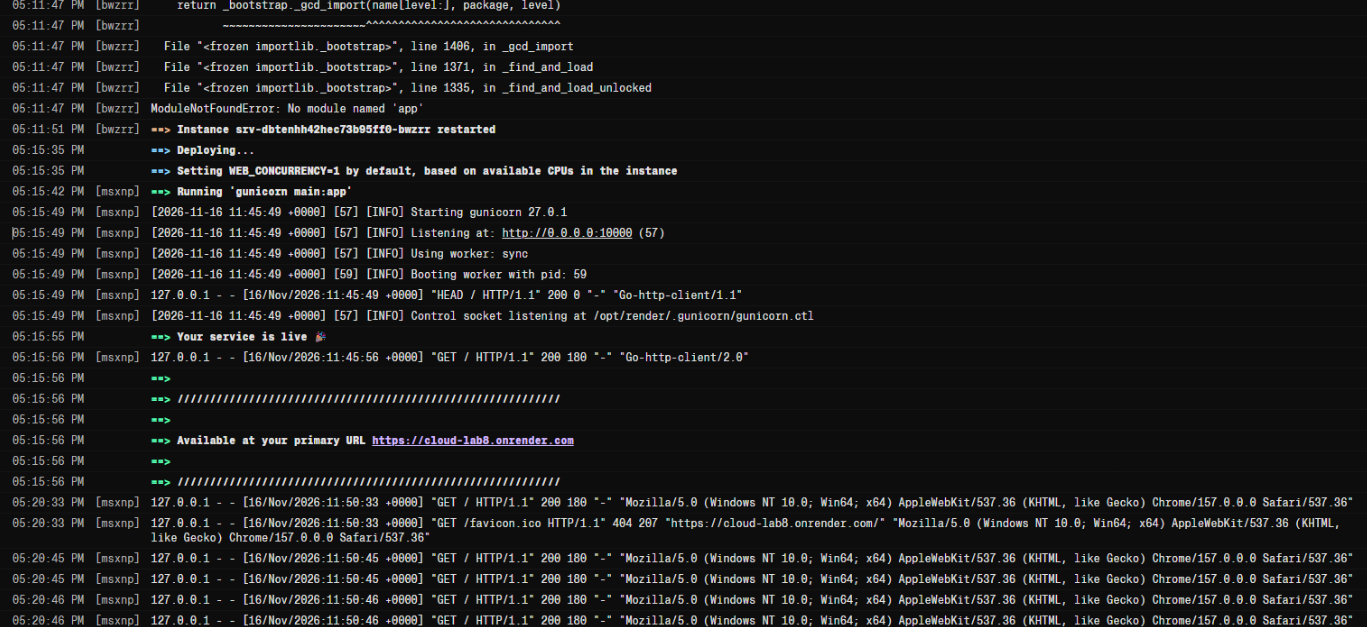 05:11:47 PM [bwzrr] return _bootstrap._gcd_import(name[level:], package, level)
05:11:47 PM [bwzrr] ~~~~~~~~~~~~~~~~~~~~~~^^^^^^^^^^^^^^^^^^^^^^^^^^^^^^
05:11:47 PM [bwzrr] File "<frozen importlib._bootstrap>", line 1406, in _gcd_import
05:11:47 PM [bwzrr] File "<frozen importlib._bootstrap>", line 1371, in _find_and_load
05:11:47 PM [bwzrr] File "<frozen importlib._bootstrap>", line 1335, in _find_and_load_unlocked
05:11:47 PM [bwzrr] ModuleNotFoundError: No module named 'app'
05:11:51 PM [bwzrr] ==> Instance srv-dbtenhh42hec73b95ff0-bwzrr restarted
05:15:35 PM ==> Deploying...
05:15:35 PM ==> Setting WEB_CONCURRENCY=1 by default, based on available CPUs in the instance
05:15:42 PM [msxnp] ==> Running 'gunicorn main:app'
05:15:49 PM [msxnp] [2026-11-16 11:45:49 +0000] [57] [INFO] Starting gunicorn 27.0.1
05:15:49 PM [msxnp] [2026-11-16 11:45:49 +0000] [57] [INFO] Listening at: http://0.0.0.0:10000 (57)
05:15:49 PM [msxnp] [2026-11-16 11:45:49 +0000] [57] [INFO] Using worker: sync
05:15:49 PM [msxnp] [2026-11-16 11:45:49 +0000] [59] [INFO] Booting worker with pid: 59
05:15:49 PM [msxnp] 127.0.0.1 - - [16/Nov/2026:11:45:49 +0000] "HEAD / HTTP/1.1" 200 0 "-" "Go-http-client/1.1"
05:15:49 PM [msxnp] [2026-11-16 11:45:49 +0000] [57] [INFO] Control socket listening at /opt/render/.gunicorn/gunicorn.ctl
05:15:55 PM ==> Your service is live 🎉
05:15:56 PM [msxnp] 127.0.0.1 - - [16/Nov/2026:11:45:56 +0000] "GET / HTTP/1.1" 200 180 "-" "Go-http-client/2.0"
05:15:56 PM ==>
05:15:56 PM ==> ///////////////////////////////////////////////////////////
05:15:56 PM ==>
05:15:56 PM ==> Available at your primary URL https://cloud-lab8.onrender.com
05:15:56 PM ==>
05:15:56 PM ==> ///////////////////////////////////////////////////////////
05:20:33 PM [msxnp] 127.0.0.1 - - [16/Nov/2026:11:50:33 +0000] "GET / HTTP/1.1" 200 180 "-" "Mozilla/5.0 (Windows NT 10.0; Win64; x64) AppleWebKit/537.36 (KHTML, like Gecko) Chrome/157.0.0.0 Safari/537.36"
05:20:33 PM [msxnp] 127.0.0.1 - - [16/Nov/2026:11:50:33 +0000] "GET /favicon.ico HTTP/1.1" 404 207 "https://cloud-lab8.onrender.com/" "Mozilla/5.0 (Windows NT 10.0; Win64; x64) AppleWebKit/537.36 (KHTML,
like Gecko) Chrome/157.0.0.0 Safari/537.36"
05:20:45 PM [msxnp] 127.0.0.1 - - [16/Nov/2026:11:50:45 +0000] "GET / HTTP/1.1" 200 180 "-" "Mozilla/5.0 (Windows NT 10.0; Win64; x64) AppleWebKit/537.36 (KHTML, like Gecko) Chrome/157.0.0.0 Safari/537.36"
05:20:45 PM [msxnp] 127.0.0.1 - - [16/Nov/2026:11:50:45 +0000] "GET / HTTP/1.1" 200 180 "-" "Mozilla/5.0 (Windows NT 10.0; Win64; x64) AppleWebKit/537.36 (KHTML, like Gecko) Chrome/157.0.0.0 Safari/537.36"
05:20:46 PM [msxnp] 127.0.0.1 - - [16/Nov/2026:11:50:46 +0000] "GET / HTTP/1.1" 200 180 "-" "Mozilla/5.0 (Windows NT 10.0; Win64; x64) AppleWebKit/537.36 (KHTML, like Gecko) Chrome/157.0.0.0 Safari/537.36"
05:20:46 PM [msxnp] 127.0.0.1 - - [16/Nov/2026:11:50:46 +0000] "GET / HTTP/1.1" 200 180 "-" "Mozilla/5.0 (Windows NT 10.0; Win64; x64) AppleWebKit/537.36 (KHTML, like Gecko) Chrome/157.0.0.0 Safari/537.36"